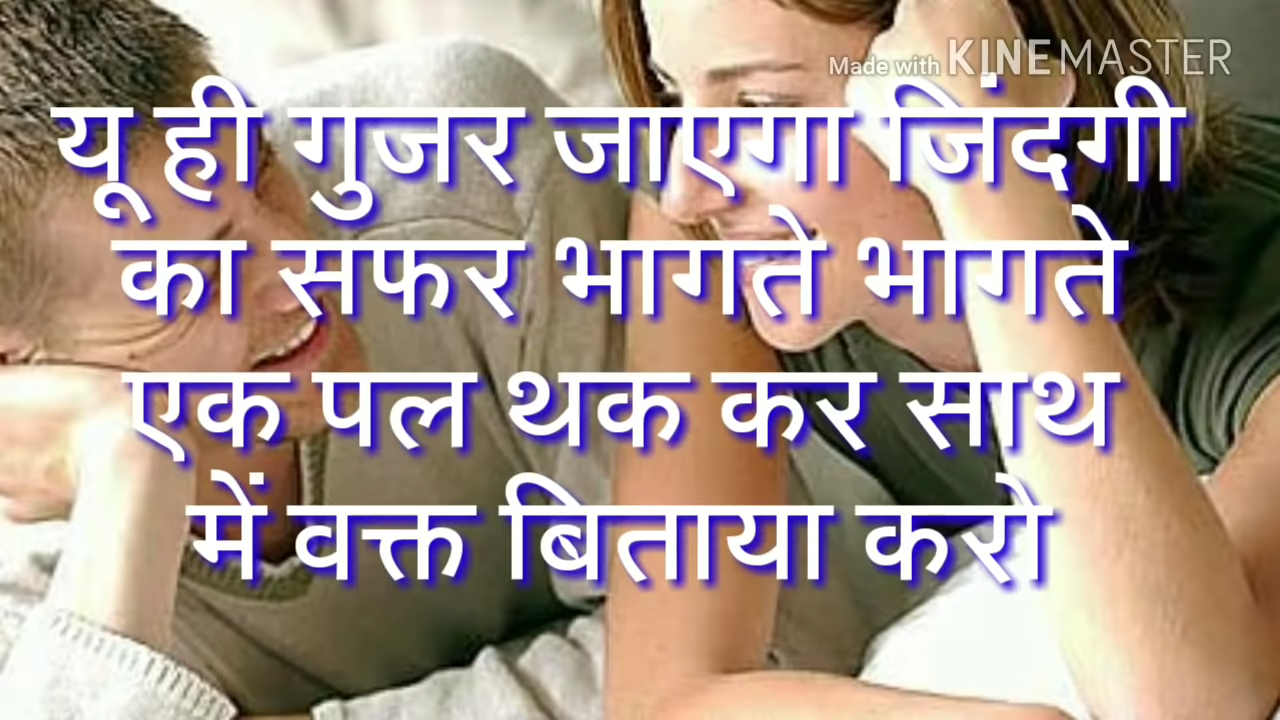 Made with KINEMASTER
यू ही गुजर जाएगा जिंदगी
का सफर भागते भागते
एक पल थक कर साथ
में वक्त बिताया करो